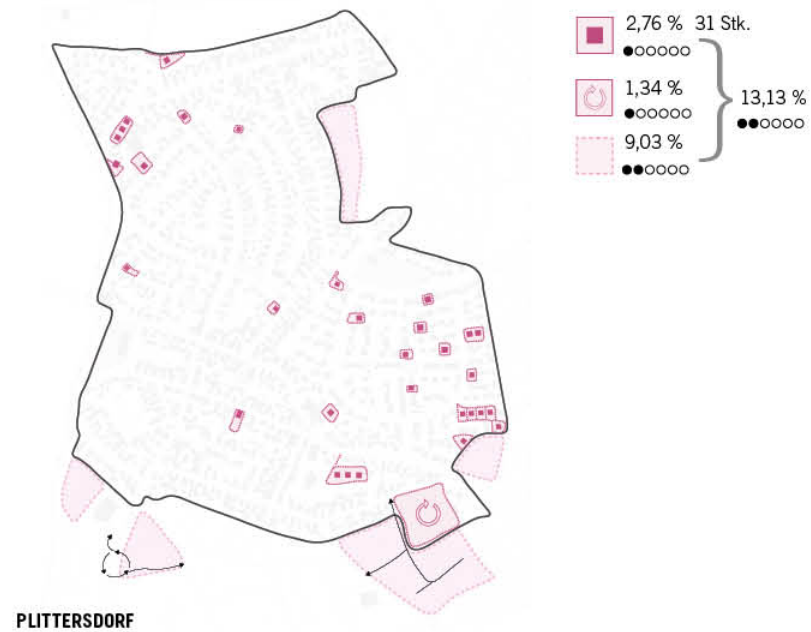 2,76 % 31 Stk.
1,34 %
13,13 %
9,03 %
PLITTERSDORF